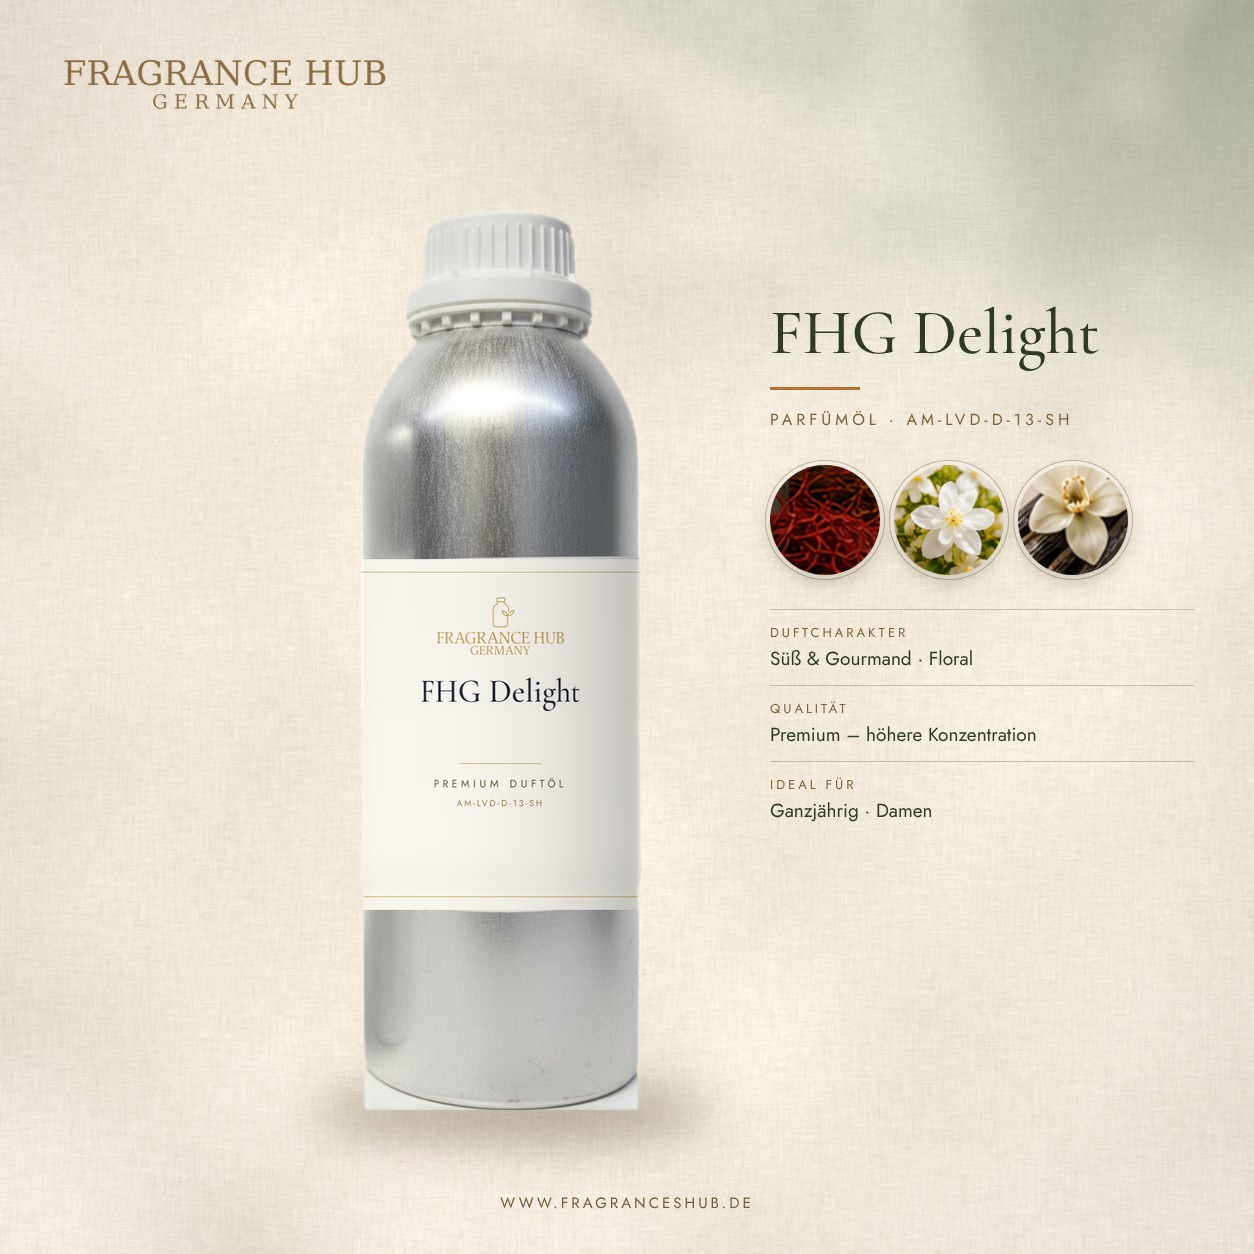 FRAGRANCE HUB
GERMANY
FHG Delight
PARFÜMÖL · AM-LVD-D-13-SH
DUFTCHARAKTER
Süß & Gourmand · Floral
QUALITÄT
Premium – höhere Konzentration
IDEAL FÜR
Ganzjährig · Damen
FRAGRANCE HUB
GERMANY
FHG Delight
PREMIUM DUFTÖL
AM-LVD-D-13-SH
WWW.FRAGRANCESHUB.DE